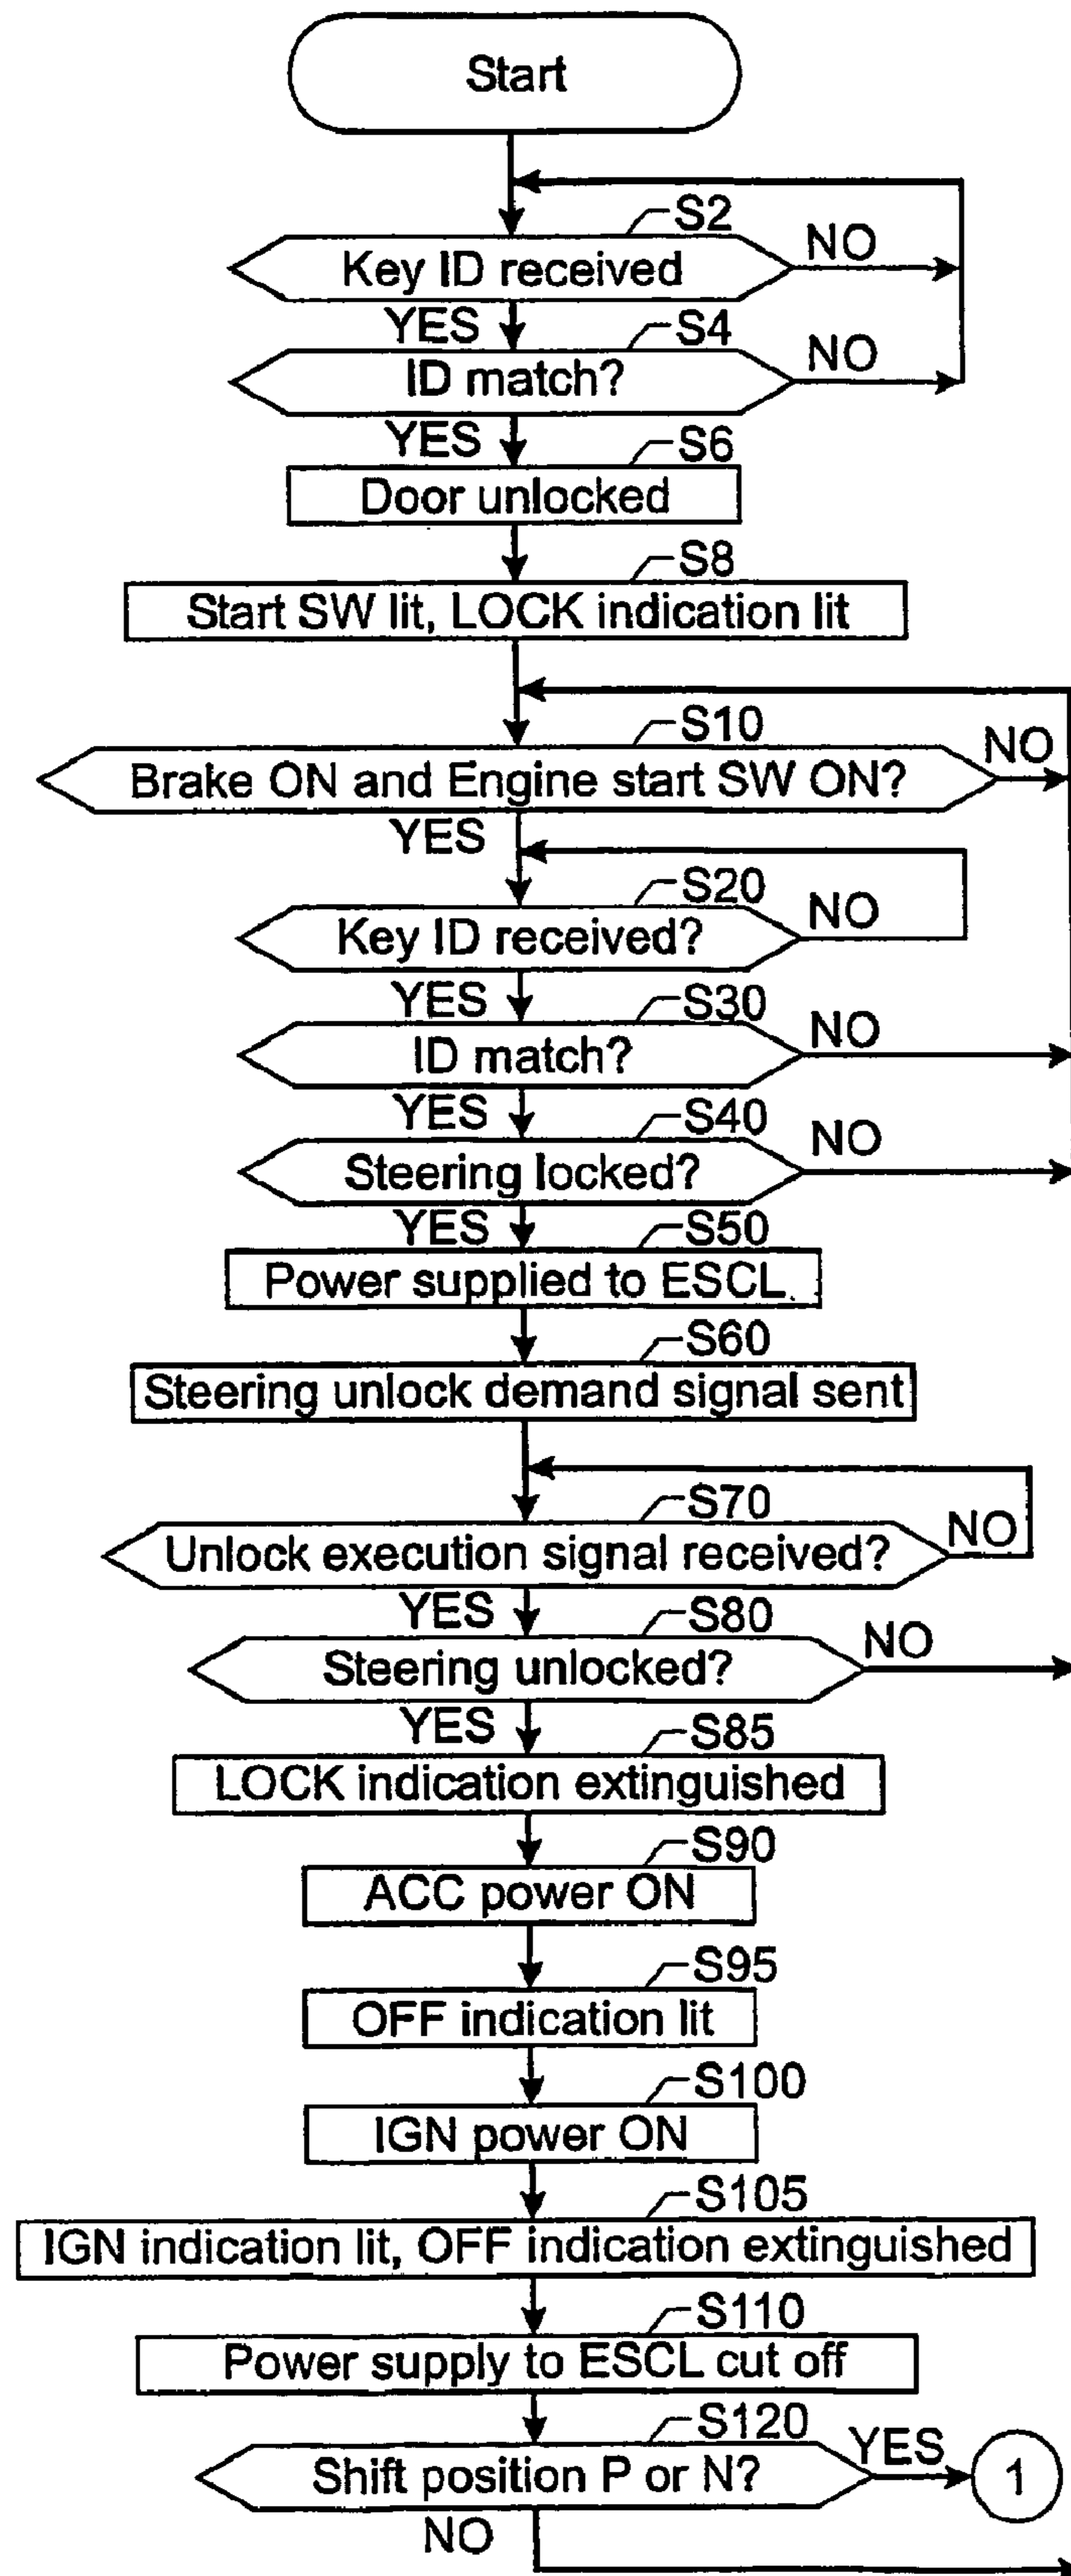 Start
S2
Key ID received
NO
YES
S4
ID match?
NO
YES
S6
Door unlocked
S8
Start SW lit, LOCK indication lit
S10
Brake ON and Engine start SW ON?
NO
YES
S20
Key ID received?
NO
YES
S30
ID match?
NO
YES
S40
Steering locked?
NO
YES
S50
Power supplied to ESCL
S60
Steering unlock demand signal sent
S70
Unlock execution signal received?
NO
YES
S80
Steering unlocked?
NO
YES
S85
LOCK indication extinguished
S90
ACC power ON
S95
OFF indication lit
S100
IGN power ON
S105
IGN indication lit, OFF indication extinguished
S110
Power supply to ESCL cut off
S120
Shift position P or N?
YES
1
NO